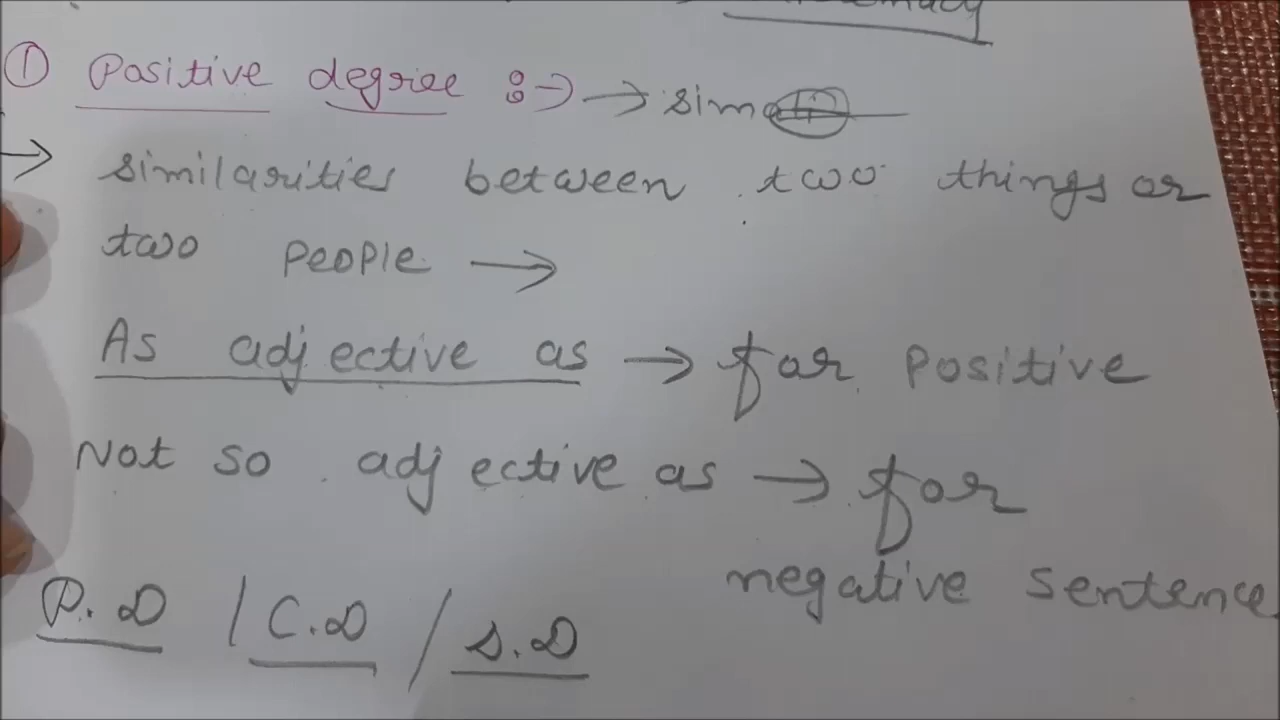 ① Positive degree :-) → sim
→ similarities between two things or
two people →
As adjective as → for positive
Not so adjective as → for
negative sentence
P.D / C.D / S.D